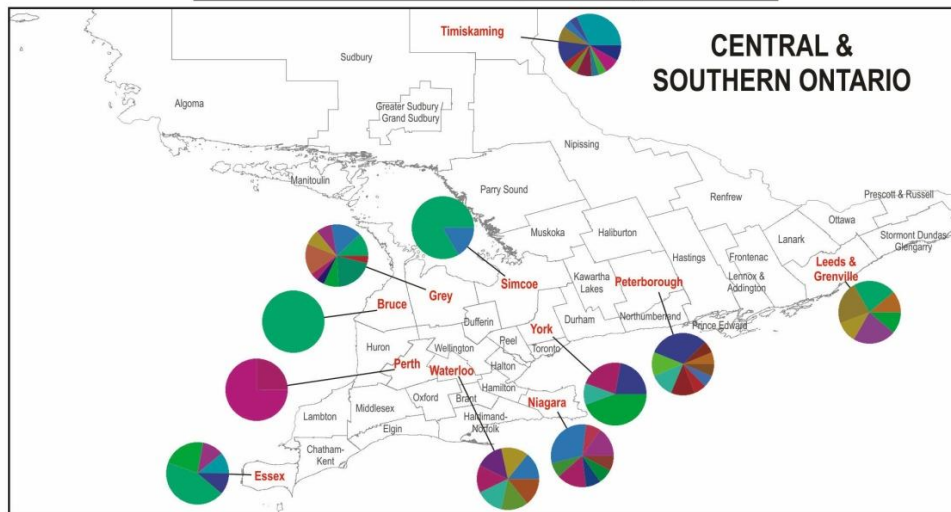 CENTRAL &
SOUTHERN ONTARIO
Timiskaming
Sudbury
Algoma
Greater Sudbury
Grand Sudbury
Nipissing
Manitoulin
Parry Sound
Renfrew
Prescott & Russell
Ottawa
Stormont Dundas
Glengarry
Muskoka
Haliburton
Lanark
Hastings
Frontenac
Leeds &
Grenville
Lennox &
Addington
Simcoe
Kawartha
Lakes
Peterborough
Grey
Bruce
Dufferin
Durham
Northumberland
Prince Edward
York
Huron
Wellington
Peel
Toronto
Perth
Waterloo
Halton
Hamilton
Niagara
Lambton
Middlesex
Oxford
Brant
Haldimand-
Norfolk
Elgin
Chatham-
Kent
Essex